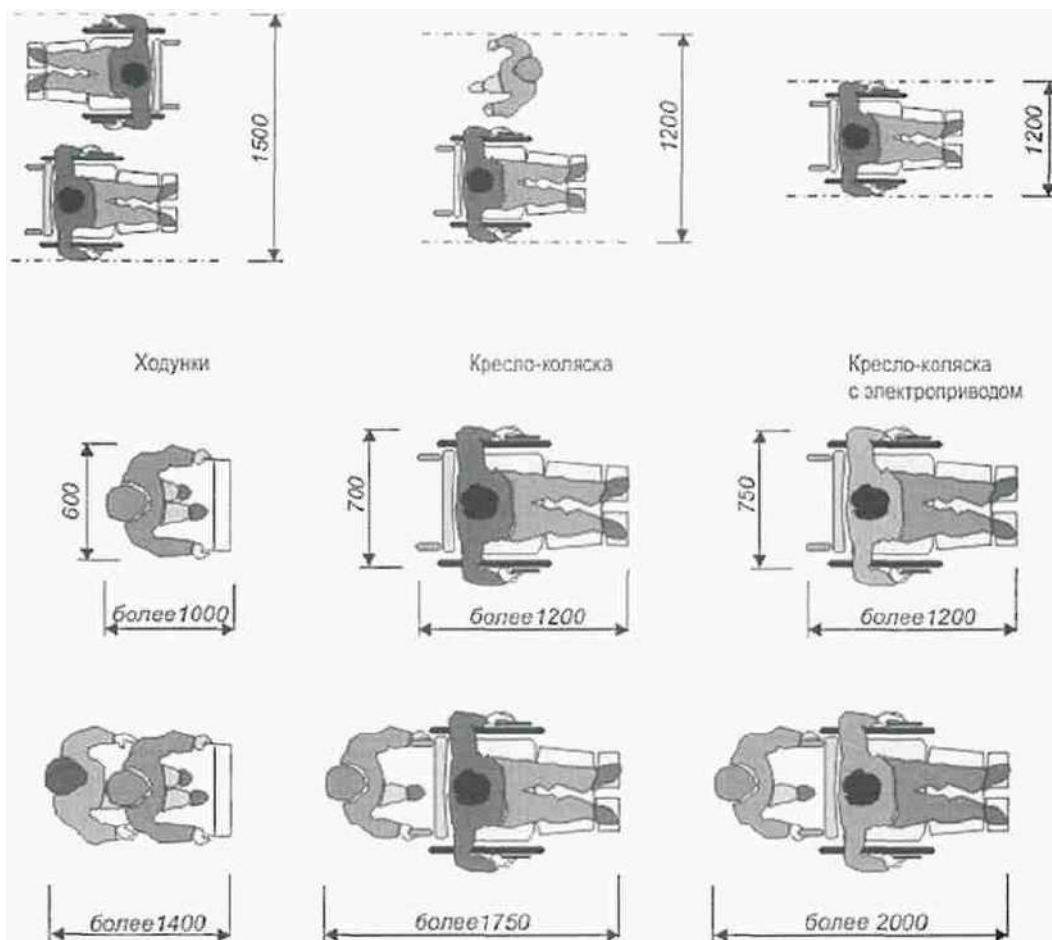 1500
1200
1200
Ходунки
Кресло-коляска
Кресло-коляска
с электроприводом
600
700
750
более1000
более1200
более1200
более1400
более1750
более 2000